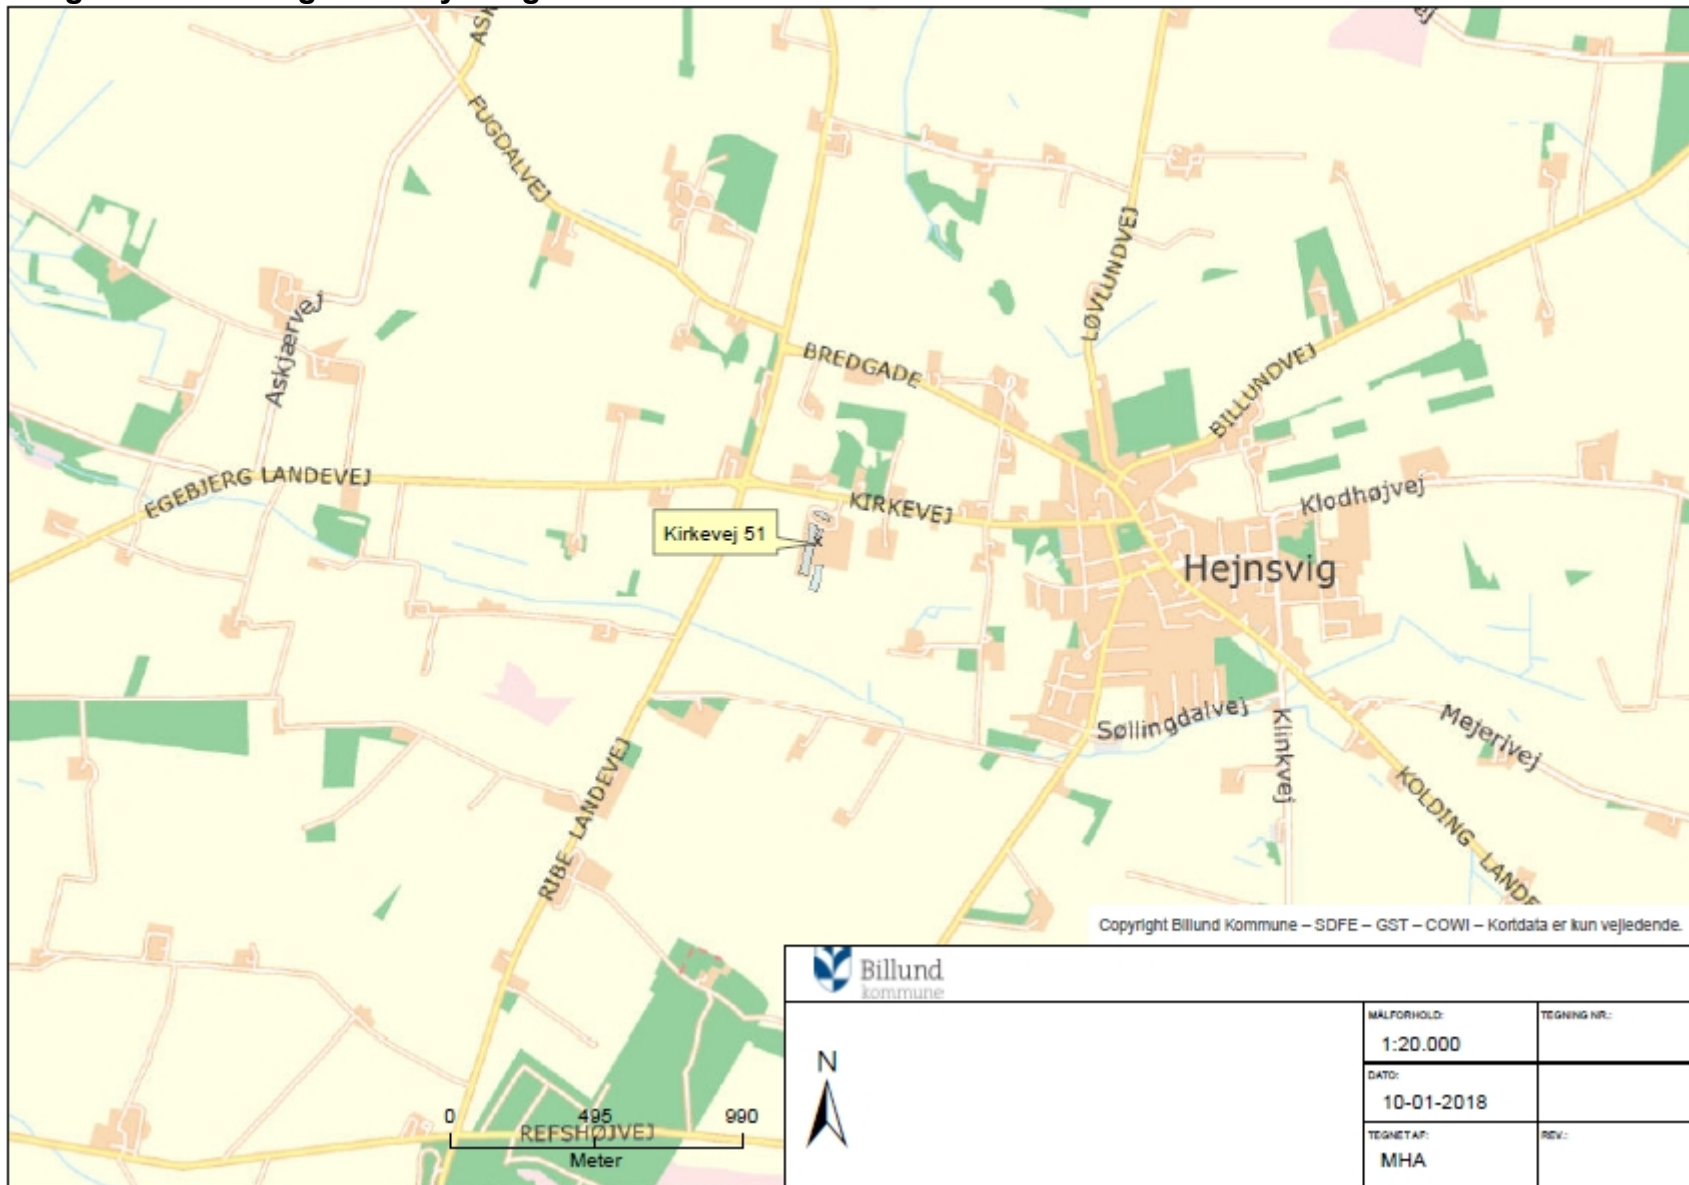 FUGDALVEJ
LØVLUNDVEJ
Askjærvej
BREDGADE
BILLUNDVEJ
EGEBJERG LANDEVEJ
KIRKEVEJ
Klodhøjvej
Kirkevej 51
Hejnsvig
Søllingdalvej
Klinkvej
Mejerivej
RIBE LANDEVEJ
KOLDING LANDE
Copyright Billund Kommune – SDFE – GST – COWI – Kortdata er kun vejledende.
Billund
kommune
MÅLFORHOLD:
1:20.000
TEGNING NR.:
DATO:
10-01-2018
TEGNET AF:
MHA
REV.:
N
0 495 990
REFSHØJVEJ
Meter